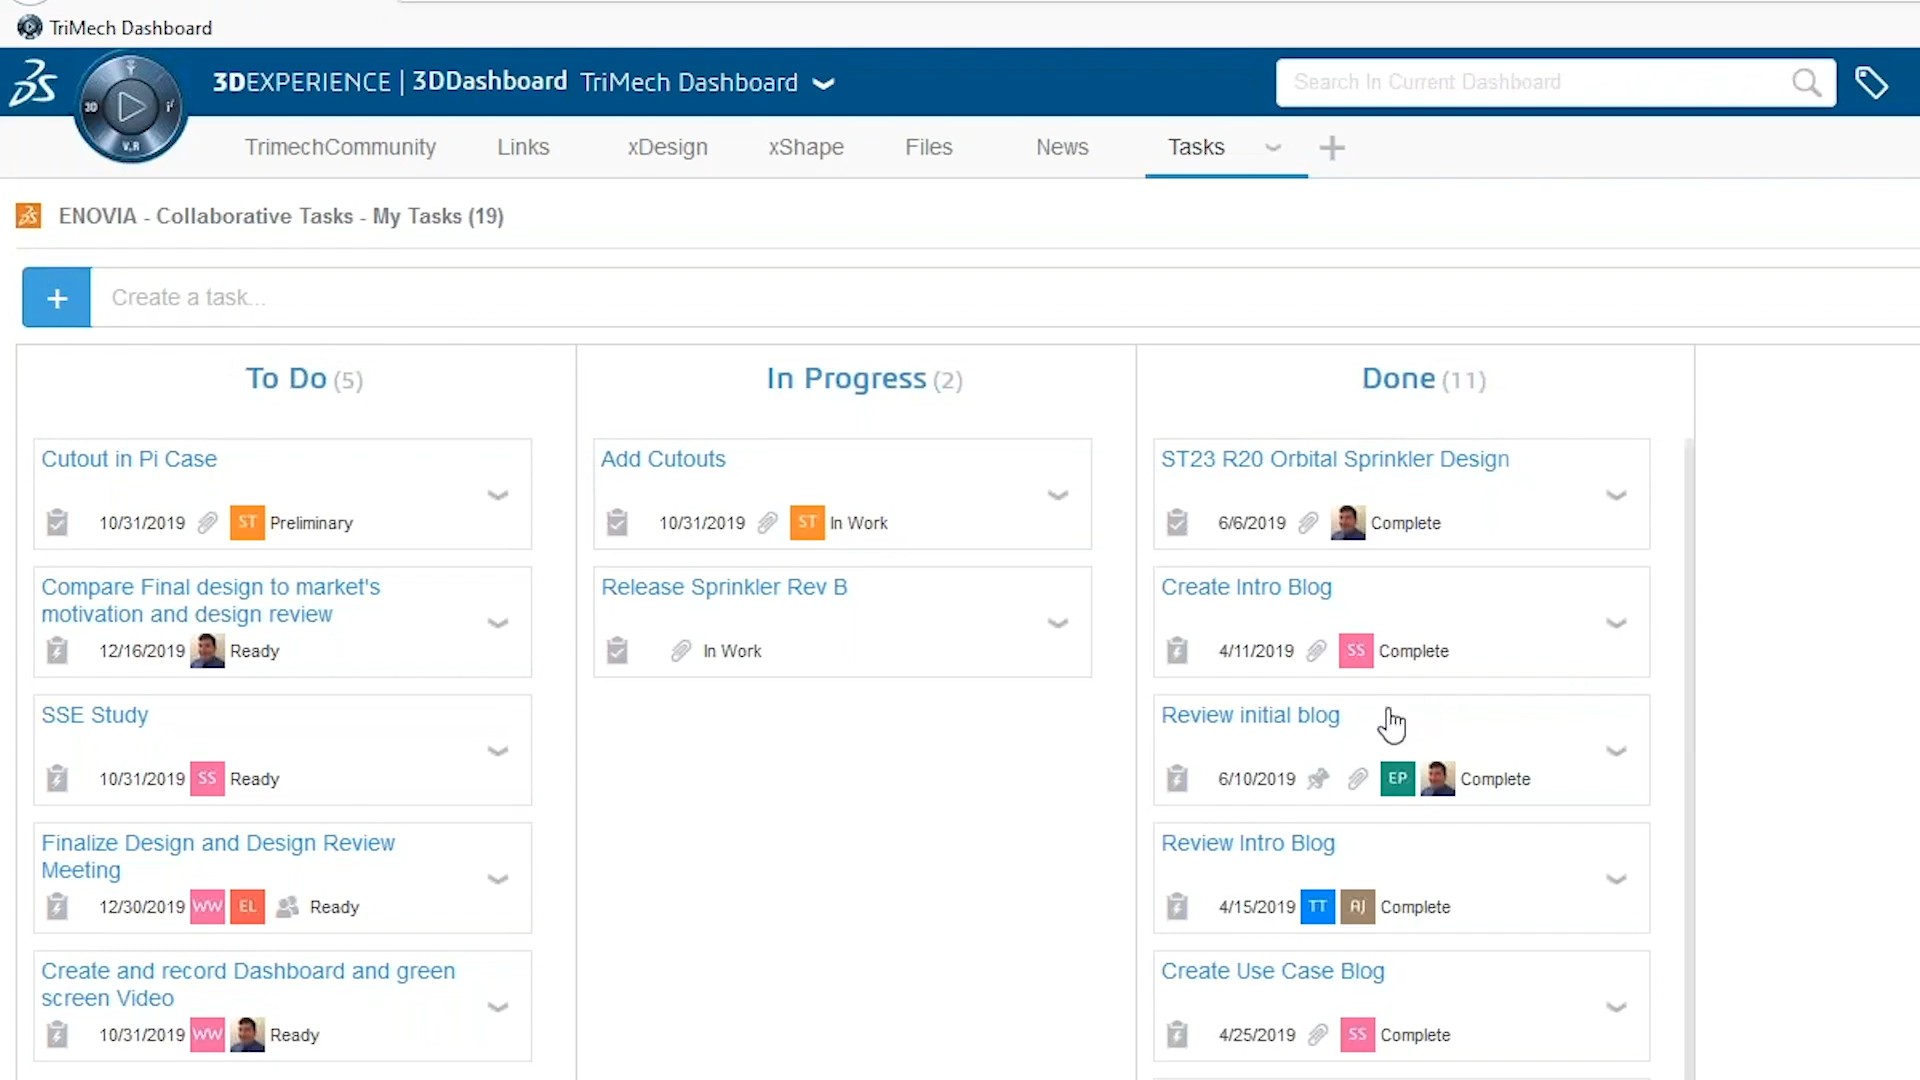 TriMech Dashboard
3DEXPERIENCE | 3DDashboard TriMech Dashboard
Search In Current Dashboard
3D
V.R
TrimechCommunity Links xDesign xShape Files News Tasks
ENOVIA - Collaborative Tasks - My Tasks (19)
+ Create a task...
To Do (5)
Cutout in Pi Case
10/31/2019 ST Preliminary
Compare Final design to market's
motivation and design review
12/16/2019 Ready
SSE Study
10/31/2019 SS Ready
Finalize Design and Design Review
Meeting
12/30/2019 WW EL Ready
Create and record Dashboard and green
screen Video
10/31/2019 WW Ready
In Progress (2)
Add Cutouts
10/31/2019 ST In Work
Release Sprinkler Rev B
In Work
Done (11)
ST23 R20 Orbital Sprinkler Design
6/6/2019 Complete
Create Intro Blog
4/11/2019 SS Complete
Review initial blog
6/10/2019 EP Complete
Review Intro Blog
4/15/2019 TT AJ Complete
Create Use Case Blog
4/25/2019 SS Complete